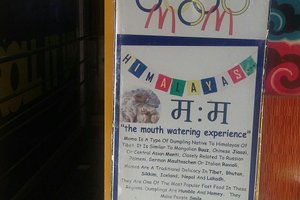 mom
HIMALAYAS
म:म
"the mouth watering experience"
Momo Is A Type Of Dumpling Native To Himalayas Of
Tibet. It Is Similar To Mongolian Buuz, Chinese Jiaozi,
Or Central Asian Manti, Closely Related To Russian
Pelmeni, German Maultaschen Or Italian Ravioli.
Momos Are A Traditional Delicacy In Tibet, Bhutan,
Sikkim, Iceland, Nepal And Ladakh.
They Are One Of The Most Popular Fast Food In These
Regions. Dumplings Are Humble And Homey. They
Make People Smile